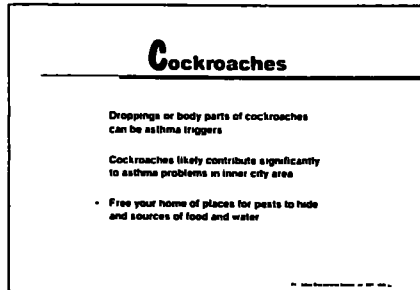 Cockroaches
Droppings or body parts of cockroaches
can be asthma triggers
Cockroaches likely contribute significantly
to asthma problems in inner city area
• Free your home of places for pests to hide
and sources of food and water